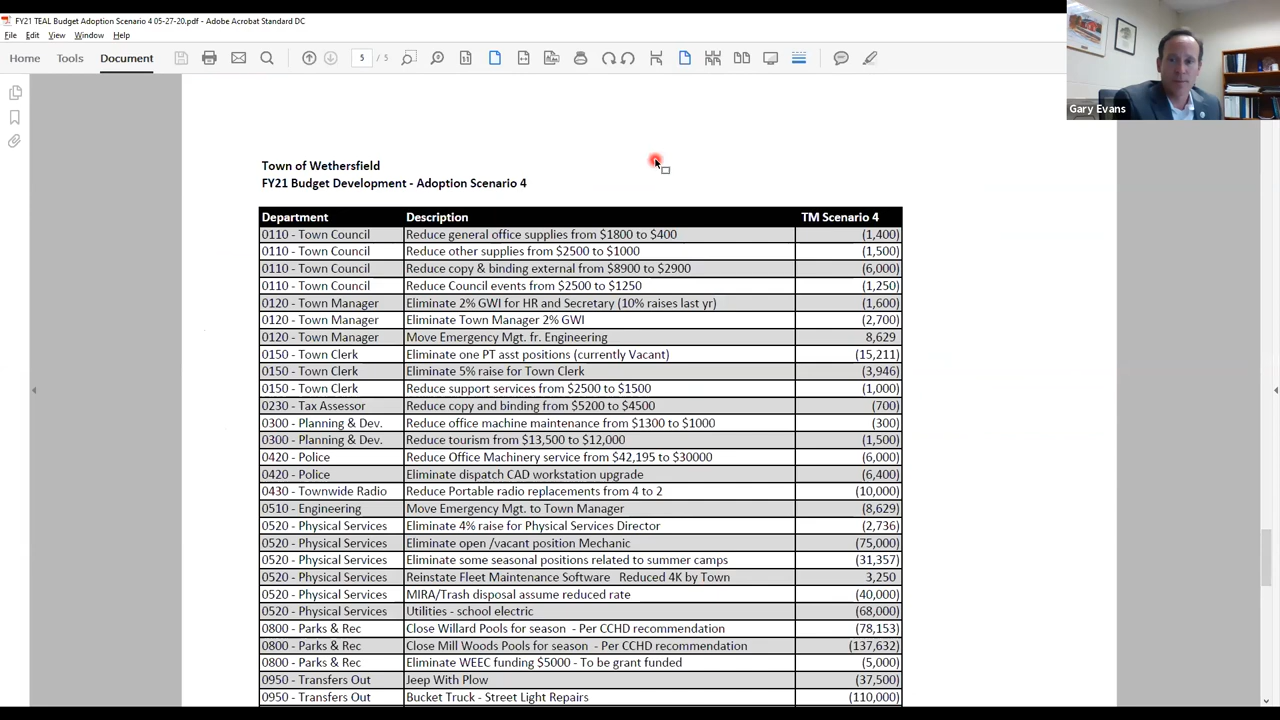 FY21 TEAL Budget Adoption Scenario 4 05-27-20.pdf - Adobe Acrobat Standard DC
File Edit View Window Help
Home Tools Document 5 / 5
Gary Evans
Town of Wethersfield
FY21 Budget Development - Adoption Scenario 4
Department Description TM Scenario 4
0110 - Town Council Reduce general office supplies from $1800 to $400 (1,400)
0110 - Town Council Reduce other supplies from $2500 to $1000 (1,500)
0110 - Town Council Reduce copy & binding external from $8900 to $2900 (6,000)
0110 - Town Council Reduce Council events from $2500 to $1250 (1,250)
0120 - Town Manager Eliminate 2% GWI for HR and Secretary (10% raises last yr) (1,600)
0120 - Town Manager Eliminate Town Manager 2% GWI (2,700)
0120 - Town Manager Move Emergency Mgt. fr. Engineering 8,629
0150 - Town Clerk Eliminate one PT asst positions (currently Vacant) (15,211)
0150 - Town Clerk Eliminate 5% raise for Town Clerk (3,946)
0150 - Town Clerk Reduce support services from $2500 to $1500 (1,000)
0230 - Tax Assessor Reduce copy and binding from $5200 to $4500 (700)
0300 - Planning & Dev. Reduce office machine maintenance from $1300 to $1000 (300)
0300 - Planning & Dev. Reduce tourism from $13,500 to $12,000 (1,500)
0420 - Police Reduce Office Machinery service from $42,195 to $30000 (6,000)
0420 - Police Eliminate dispatch CAD workstation upgrade (6,400)
0430 - Townwide Radio Reduce Portable radio replacements from 4 to 2 (10,000)
0510 - Engineering Move Emergency Mgt. to Town Manager (8,629)
0520 - Physical Services Eliminate 4% raise for Physical Services Director (2,736)
0520 - Physical Services Eliminate open /vacant position Mechanic (75,000)
0520 - Physical Services Eliminate some seasonal positions related to summer camps (31,357)
0520 - Physical Services Reinstate Fleet Maintenance Software Reduced 4K by Town 3,250
0520 - Physical Services MIRA/Trash disposal assume reduced rate (40,000)
0520 - Physical Services Utilities - school electric (68,000)
0800 - Parks & Rec Close Willard Pools for season - Per CCHD recommendation (78,153)
0800 - Parks & Rec Close Mill Woods Pools for season - Per CCHD recommendation (137,632)
0800 - Parks & Rec Eliminate WEEC funding $5000 - To be grant funded (5,000)
0950 - Transfers Out Jeep With Plow (37,500)
0950 - Transfers Out Bucket Truck - Street Light Repairs (110,000)